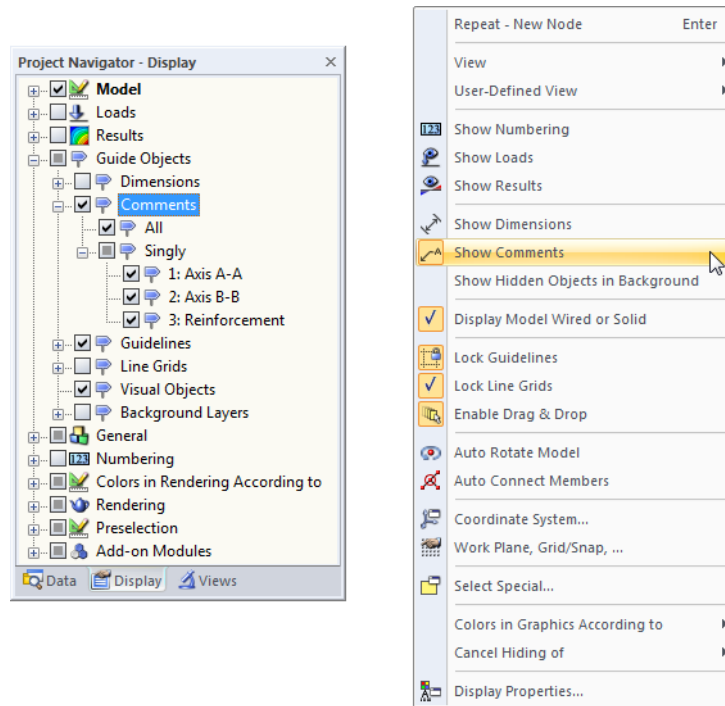 Project Navigator - Display
Model
Loads
Results
Guide Objects
Dimensions
Comments
All
Singly
1: Axis A-A
2: Axis B-B
3: Reinforcement
Guidelines
Line Grids
Visual Objects
Background Layers
General
123 Numbering
Colors in Rendering According to
Rendering
Preselection
Add-on Modules
Data Display Views
Repeat - New Node Enter
View
User-Defined View
123 Show Numbering
Show Loads
Show Results
Show Dimensions
A Show Comments
Show Hidden Objects in Background
Display Model Wired or Solid
Lock Guidelines
Lock Line Grids
Enable Drag & Drop
Auto Rotate Model
Auto Connect Members
Coordinate System...
Work Plane, Grid/Snap, ...
Select Special...
Colors in Graphics According to
Cancel Hiding of
Display Properties...